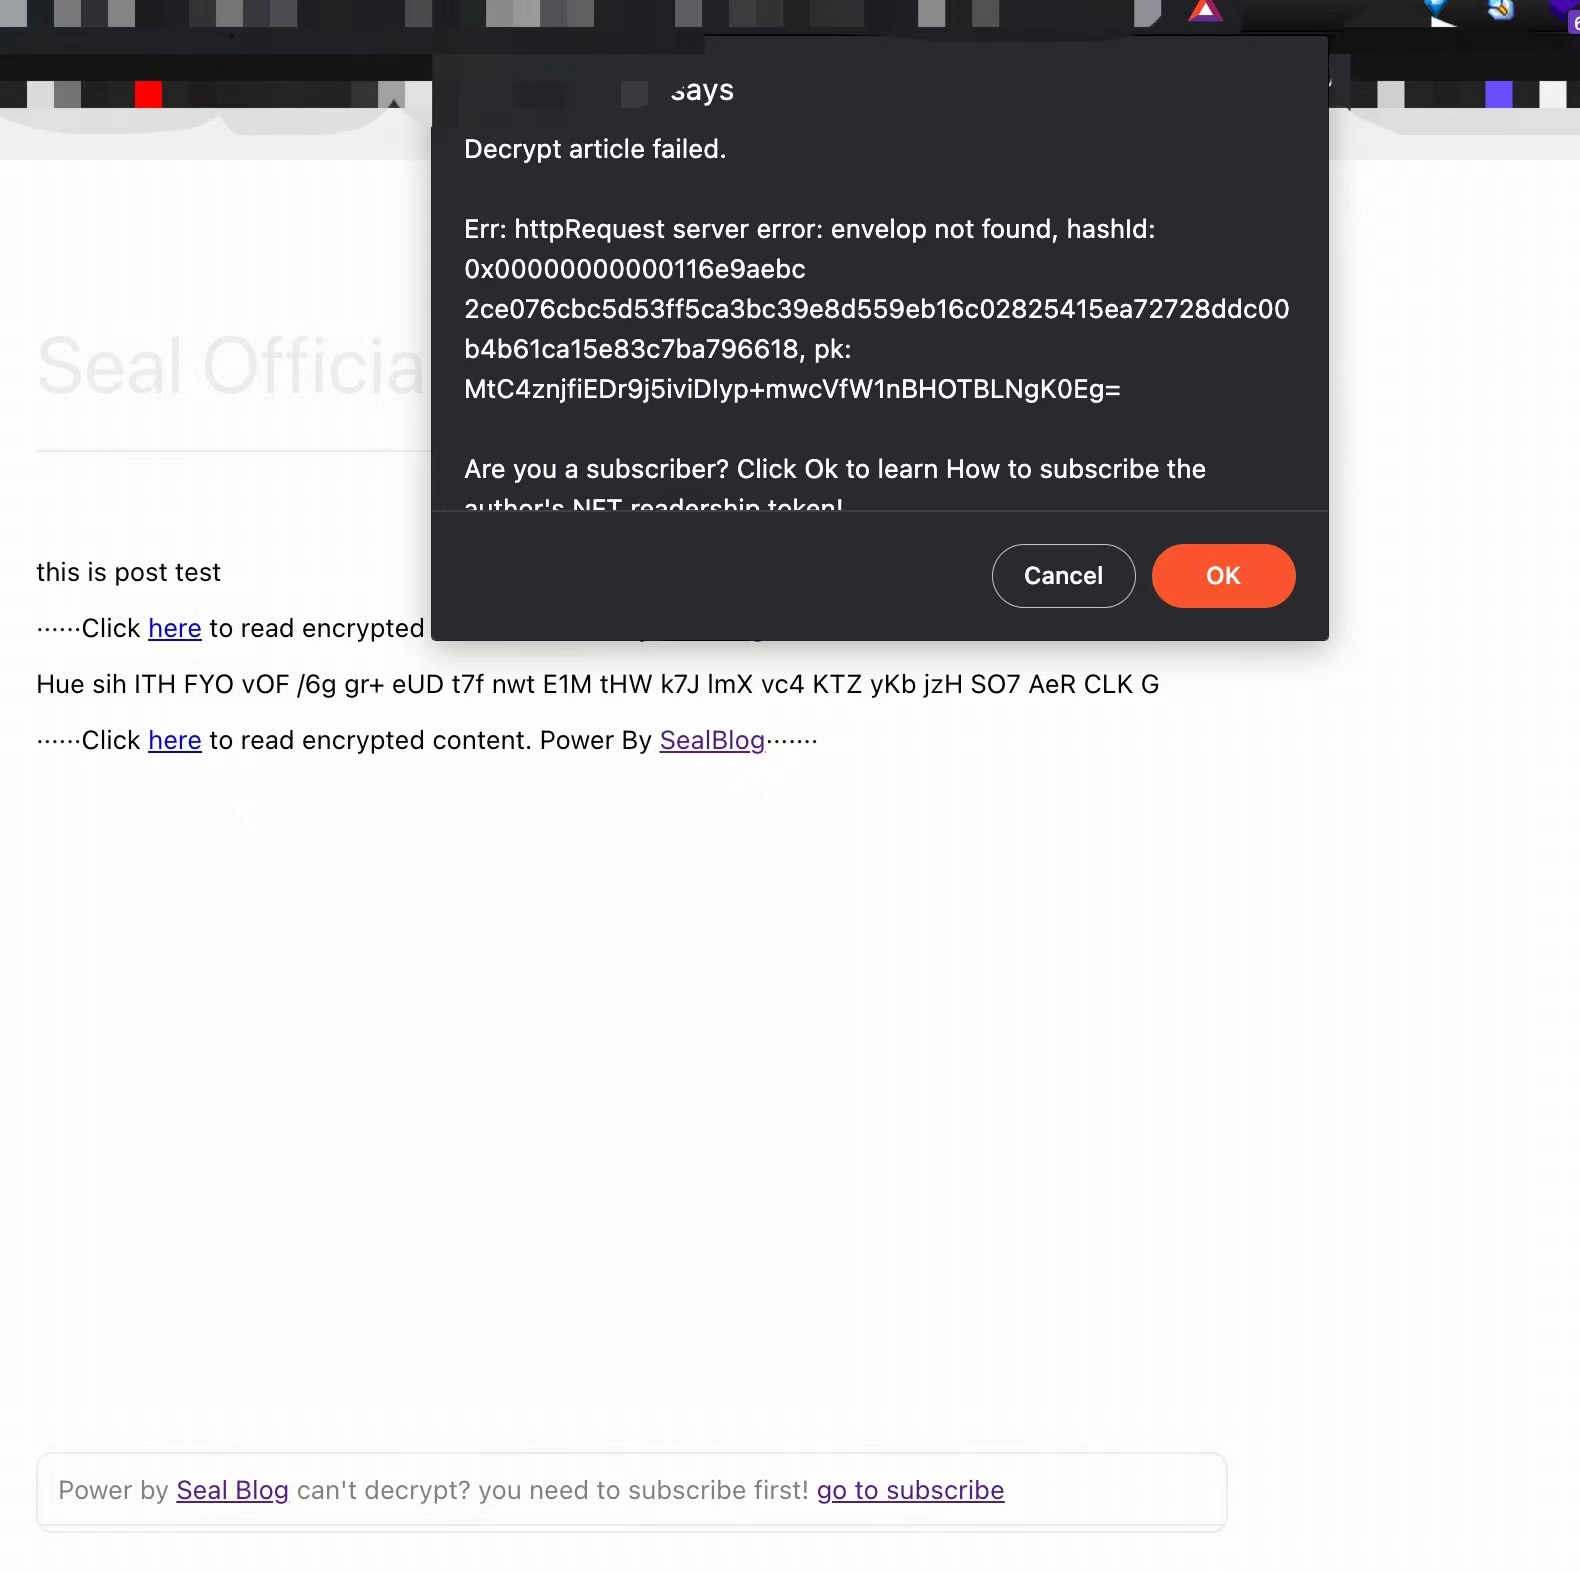 says
Decrypt article failed.
Err: httpRequest server error: envelop not found, hashId:
0x00000000000116e9aebc
2ce076cbc5d53ff5ca3bc39e8d559eb16c02825415ea72728ddc00
b4b61ca15e83c7ba796618, pk:
MtC4znjfiEDr9j5iviDIyp+mwcVfW1nBHOTBLNgK0Eg=
Are you a subscriber? Click Ok to learn How to subscribe the
author's NFT readership token!
Cancel
OK
Seal Officia
this is post test
······Click here to read encrypted
Hue sih ITH FYO vOF /6g gr+ eUD t7f nwt E1M tHW k7J lmX vc4 KTZ yKb jzH SO7 AeR CLK G
······Click here to read encrypted content. Power By SealBlog·······
Power by Seal Blog can't decrypt? you need to subscribe first! go to subscribe